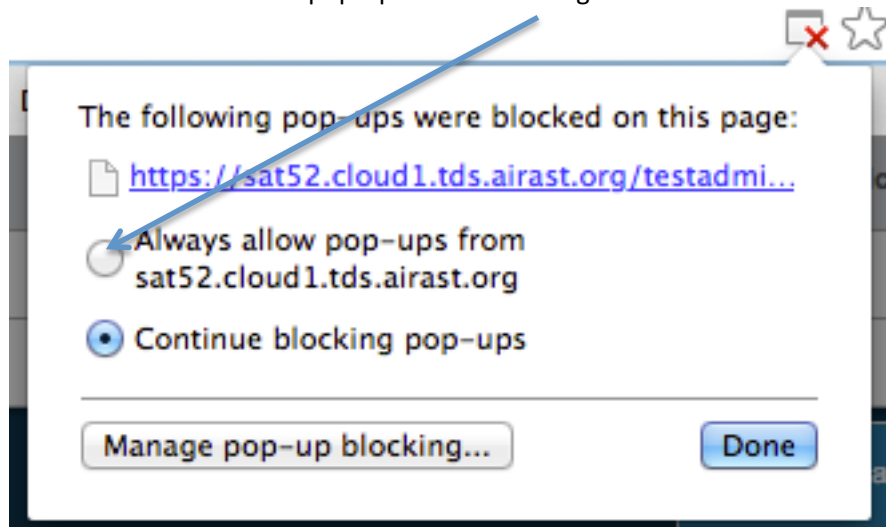 The following pop-ups were blocked on this page:
https://sat52.cloud1.tds.airast.org/testadmi...
Always allow pop-ups from
sat52.cloud1.tds.airast.org
Continue blocking pop-ups
Manage pop-up blocking...
Done